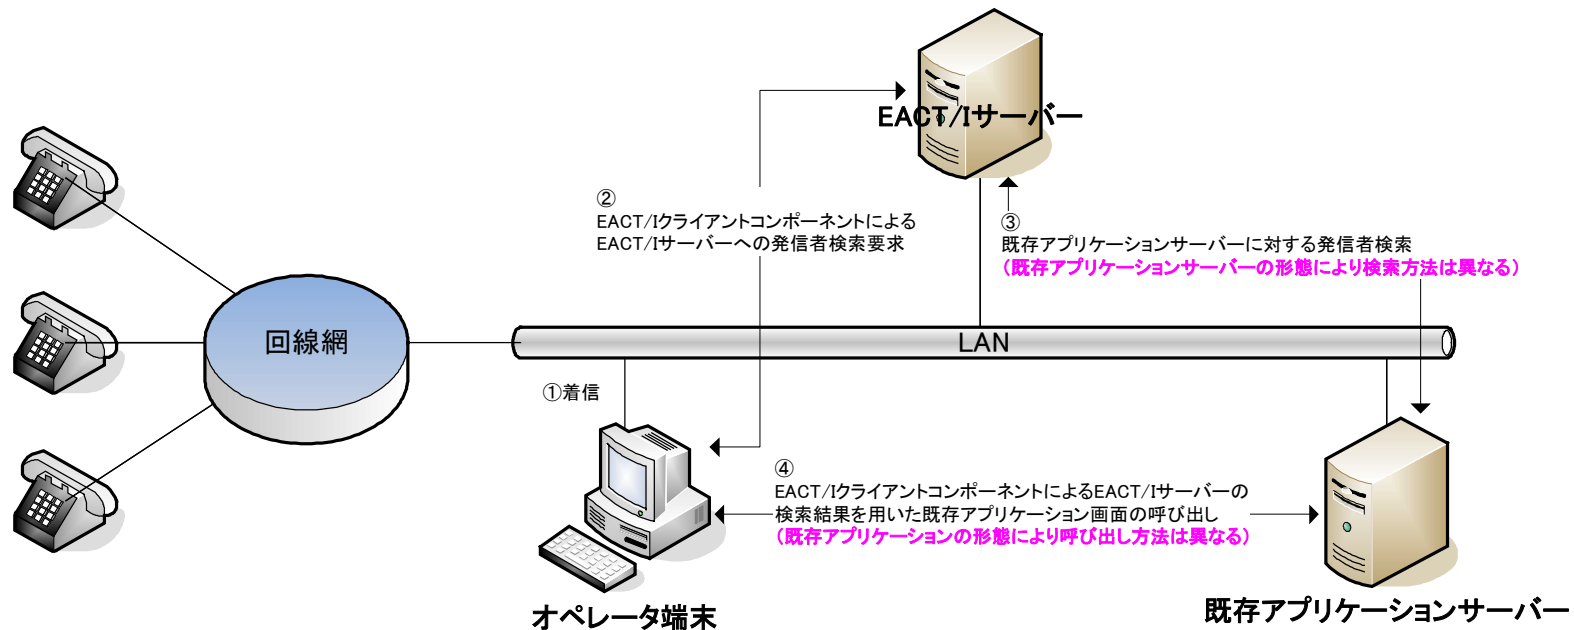 EACT/Iサーバー
②
EACT/Iクライアントコンポーネントによる
EACT/Iサーバーへの発信者検索要求
③
既存アプリケーションサーバーに対する発信者検索
(既存アプリケーションサーバーの形態により検索方法は異なる)
回線網
LAN
①着信
④
EACT/IクライアントコンポーネントによるEACT/Iサーバーの
検索結果を用いた既存アプリケーション画面の呼び出し
(既存アプリケーションの形態により呼び出し方法は異なる)
オペレータ端末
既存アプリケーションサーバー